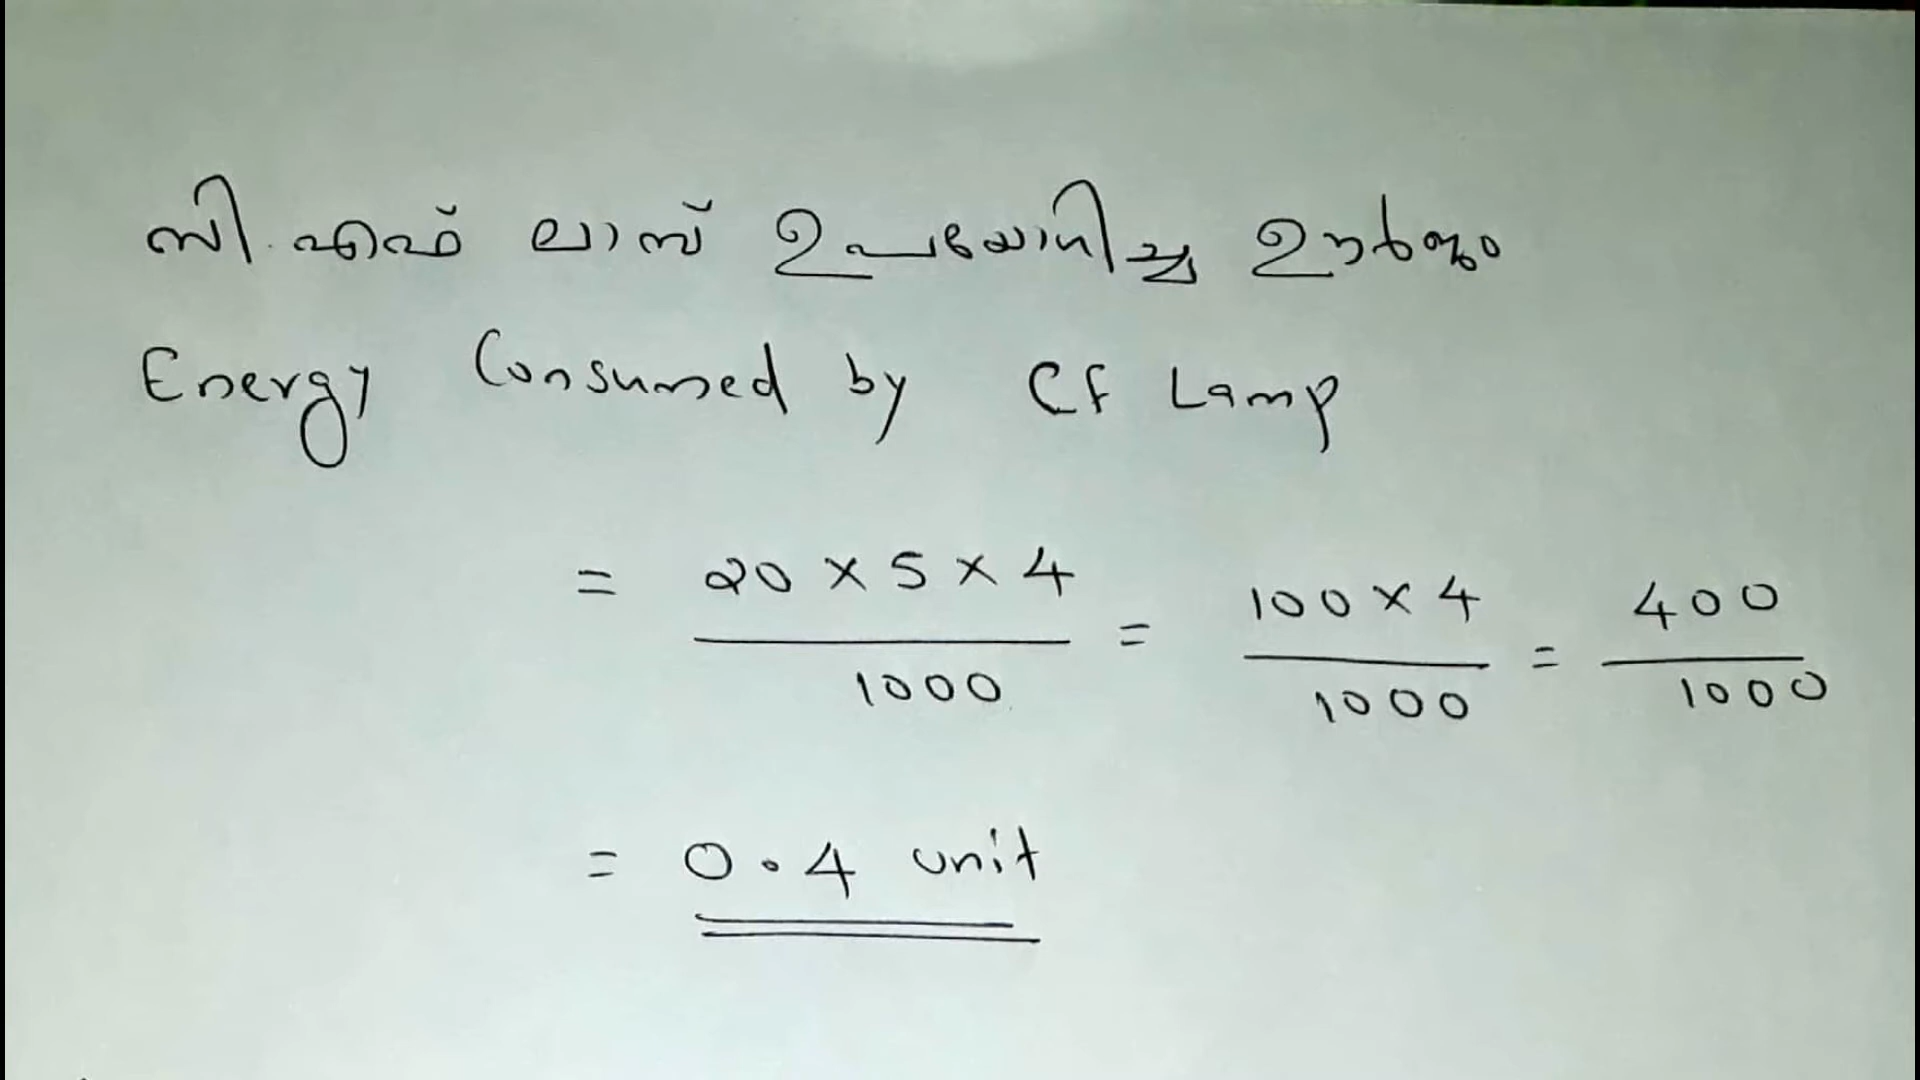 സി.എഫ് ലാമ്പ് ഉപയോഗിച്ച ഊർജ്ജം
Energy Consumed by CF Lamp
= 20 × 5 × 4 / 1000 = 100 × 4 / 1000 = 400 / 1000
= 0.4 unit